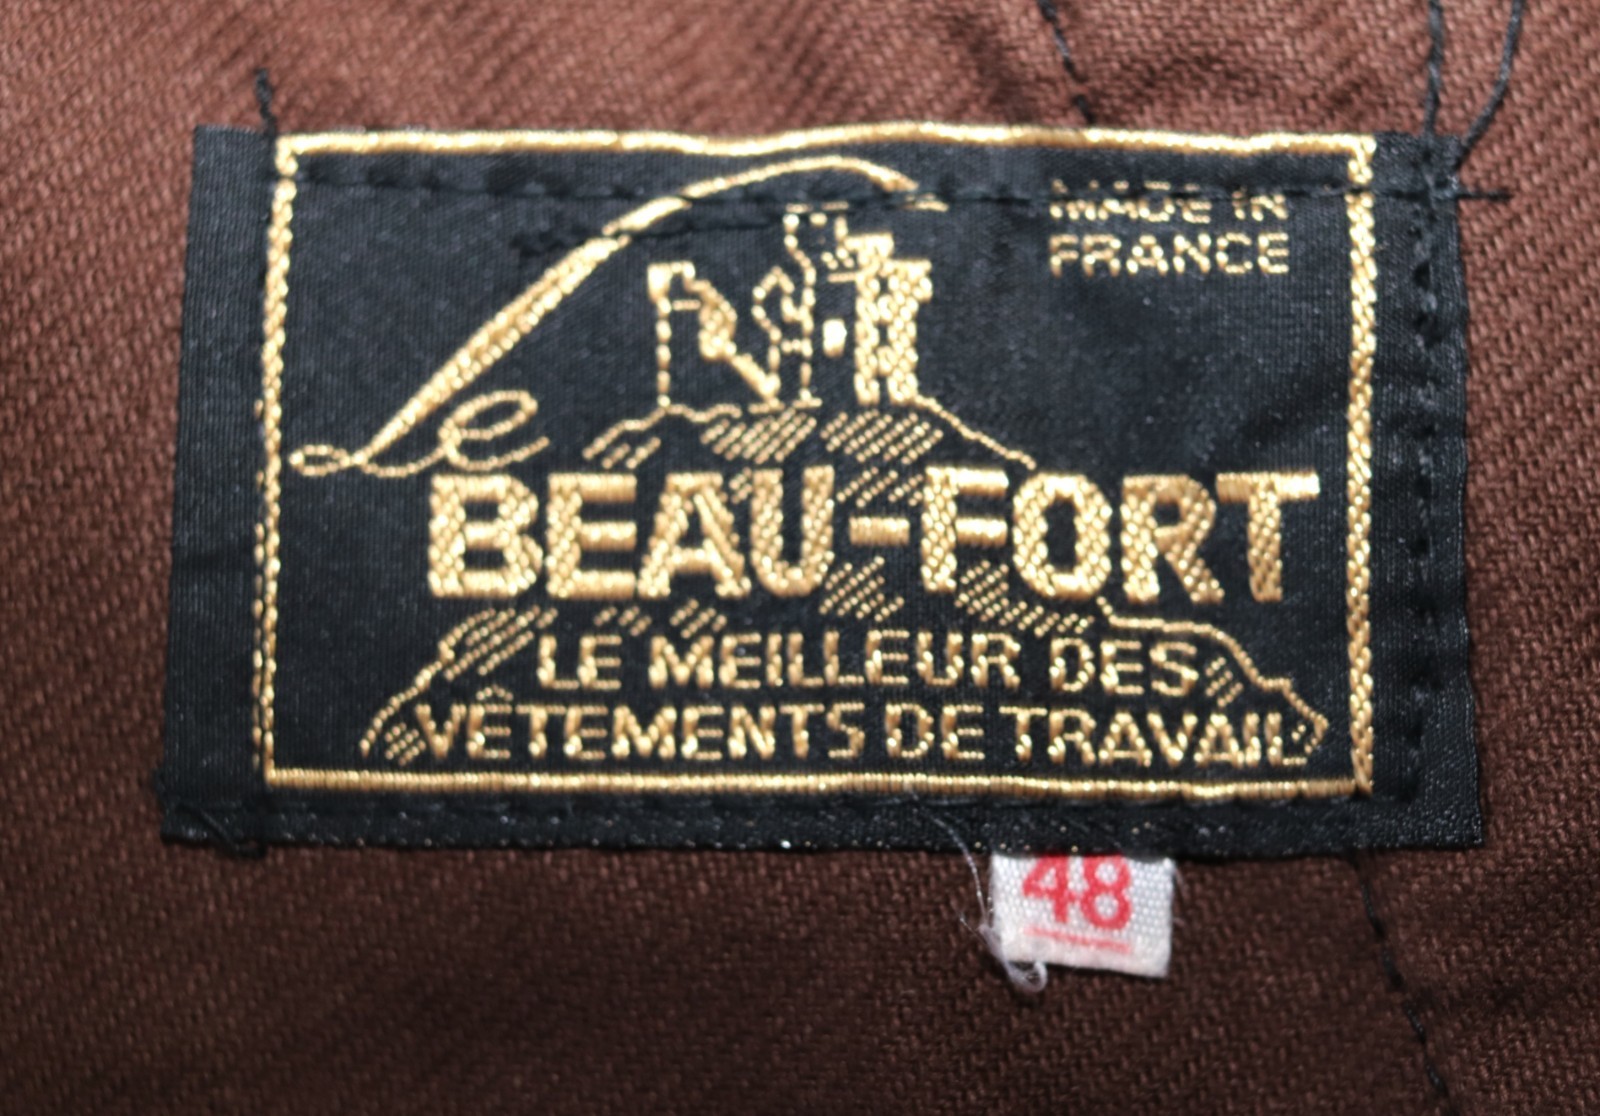 MADE IN
FRANCE
Le
BEAU-FORT
LE MEILLEUR DES
VÊTEMENTS DE TRAVAIL
48